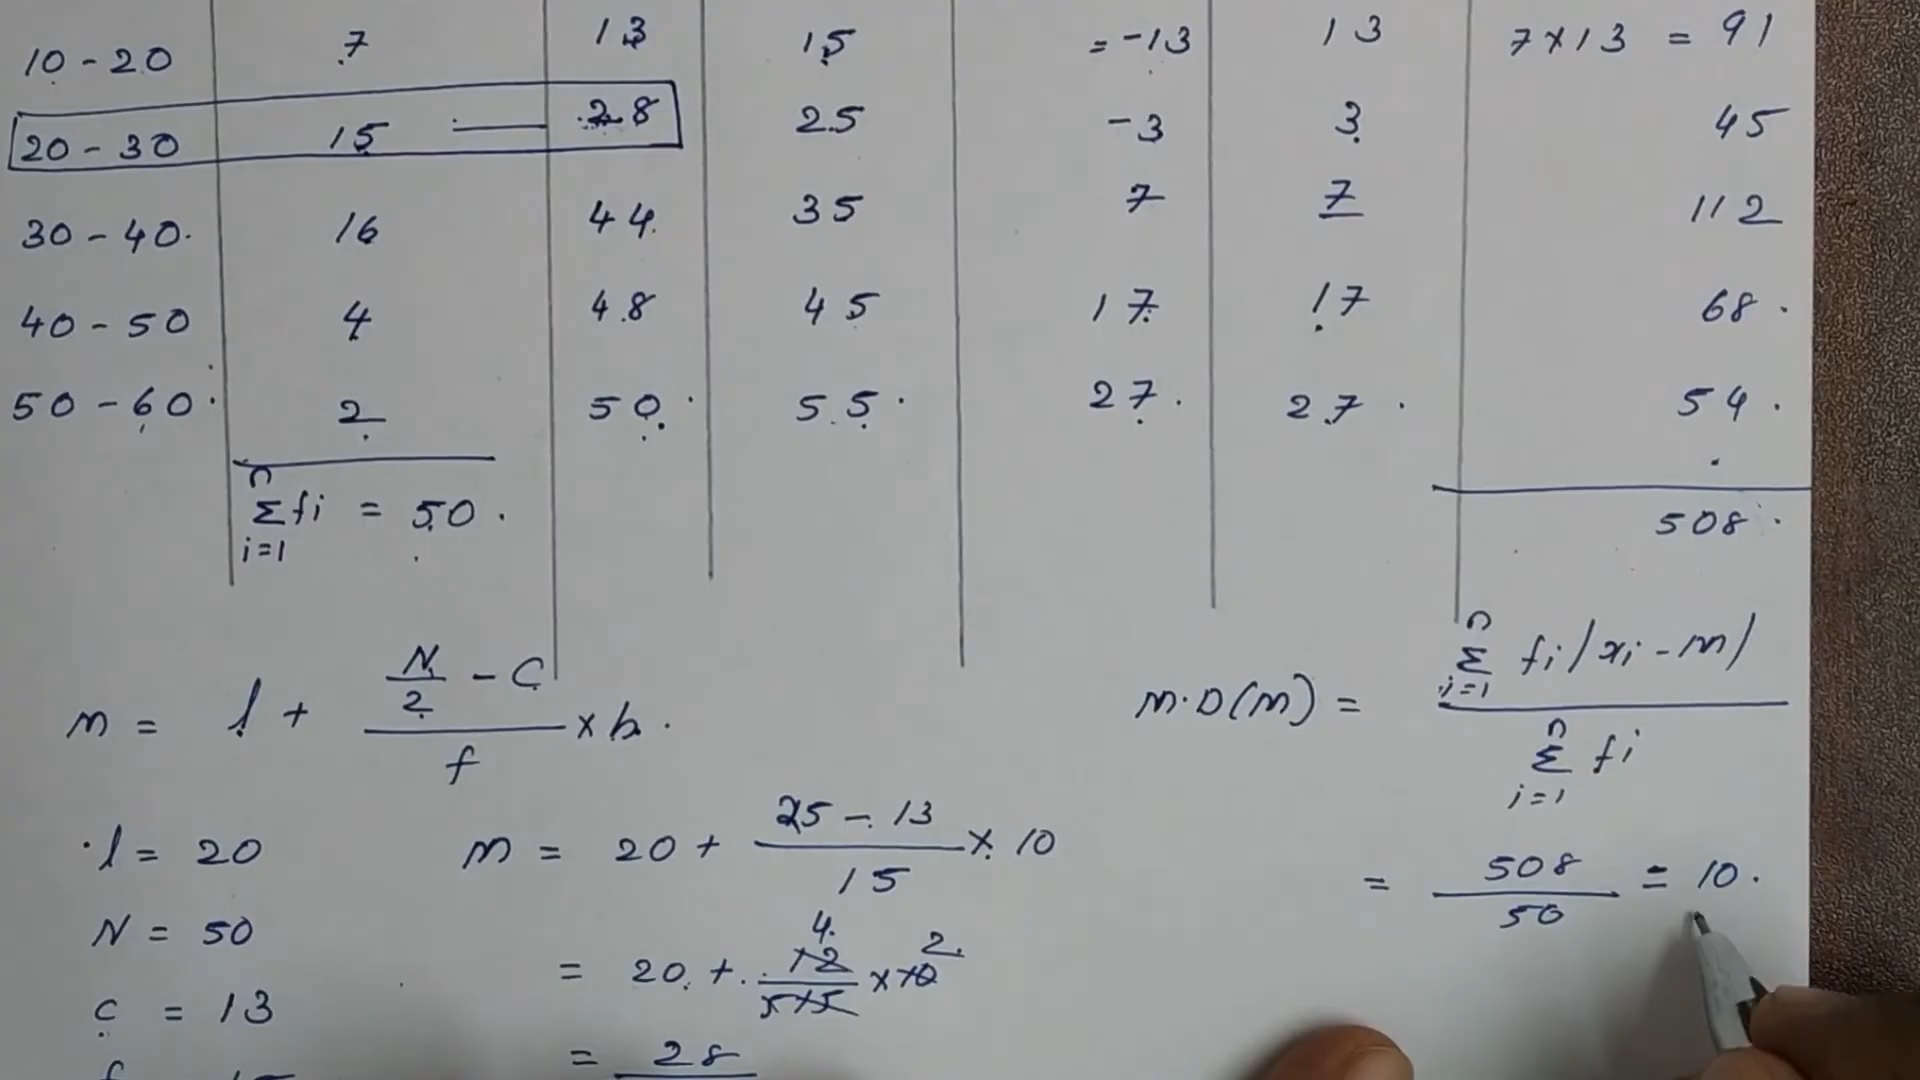 10 - 20 7 13 15 = -13 13 7 x 13 = 91
20 - 30 15 — 28 25 -3 3 45
30 - 40. 16 44. 35 7 7 112
40 - 50 4 48 45 17 17 68.
50 - 60. 2 50. 55. 27. 27. 54.
n
Σ fi = 50.
i=1
508.
m = l + (N/2 - C)/f x h.
M.D(M) = n Σ i=1 fi |xi - m| / n Σ i=1 fi
l = 20
m = 20 + (25 - 13)/15 x 10
= 508/50 = 10.
N = 50
= 20 + 12/15 x 10
4. 5 2.
C = 13
= 28